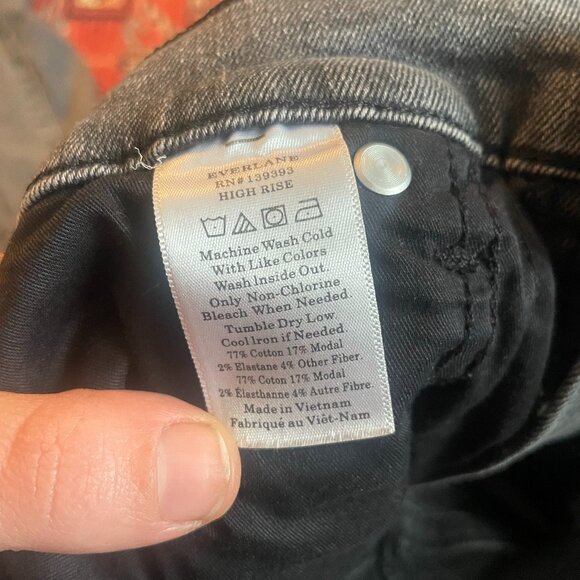 EVERLANE
RN# 139393
HIGH RISE
Machine Wash Cold
With Like Colors
Wash Inside Out.
Only Non-Chlorine
Bleach When Needed.
Tumble Dry Low
Cool Iron if Needed.
77% Cotton 17% Modal
2% Elastane 4% Other Fiber.
77% Coton 17% Modal
2% Élasthanne 4% Autre Fibre.
Made in Vietnam
Fabriqué au Viêt-Nam